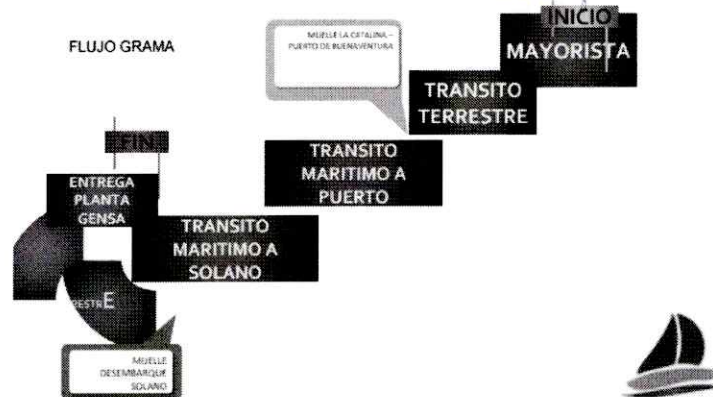 INICIO
MAYORISTA
FLUJO GRAMA
MUELLE LA CATALINA –
PUERTO DE BUENAVENTURA
TRANSITO
TERRESTRE
FIN
TRANSITO
MARITIMO A
PUERTO
ENTREGA
PLANTA
GENSA
TRANSITO
MARITIMO A
SOLANO
RESTRE
MUELLE
DESEMBARQUE
SOLANO